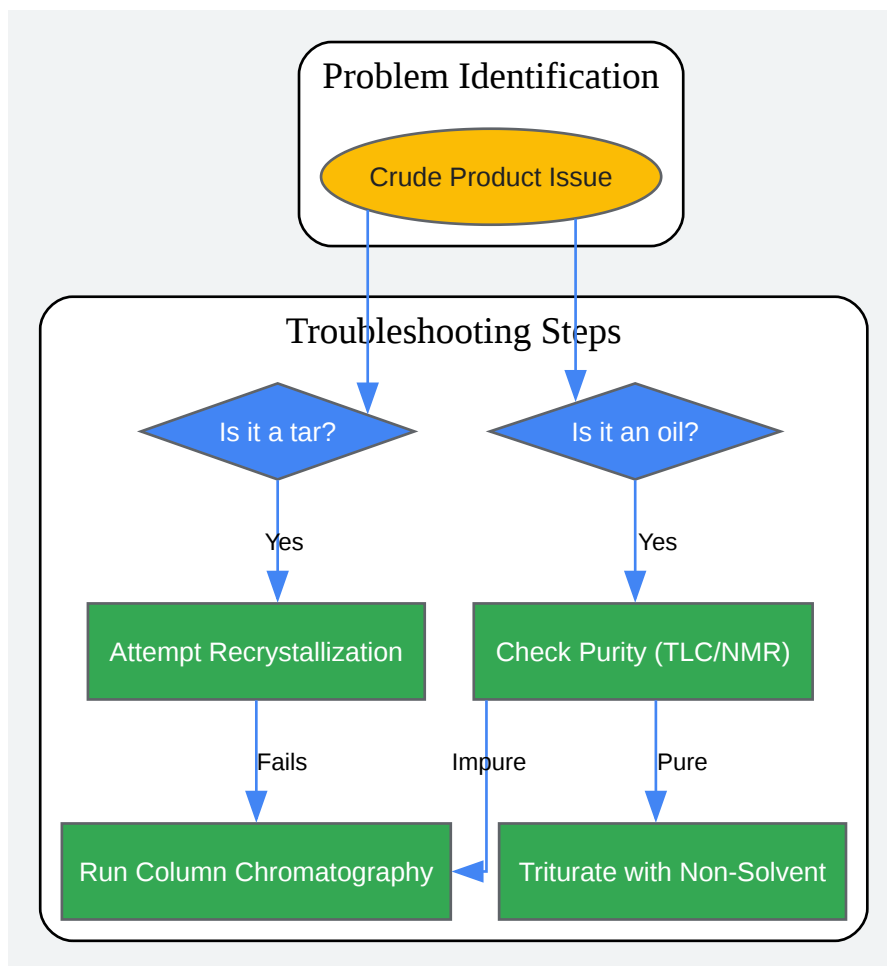 Problem Identification
Crude Product Issue
Troubleshooting Steps
Is it a tar?
Is it an oil?
Yes
Yes
Attempt Recrystallization
Check Purity (TLC/NMR)
Fails
Impure
Pure
Run Column Chromatography
Triturate with Non-Solvent